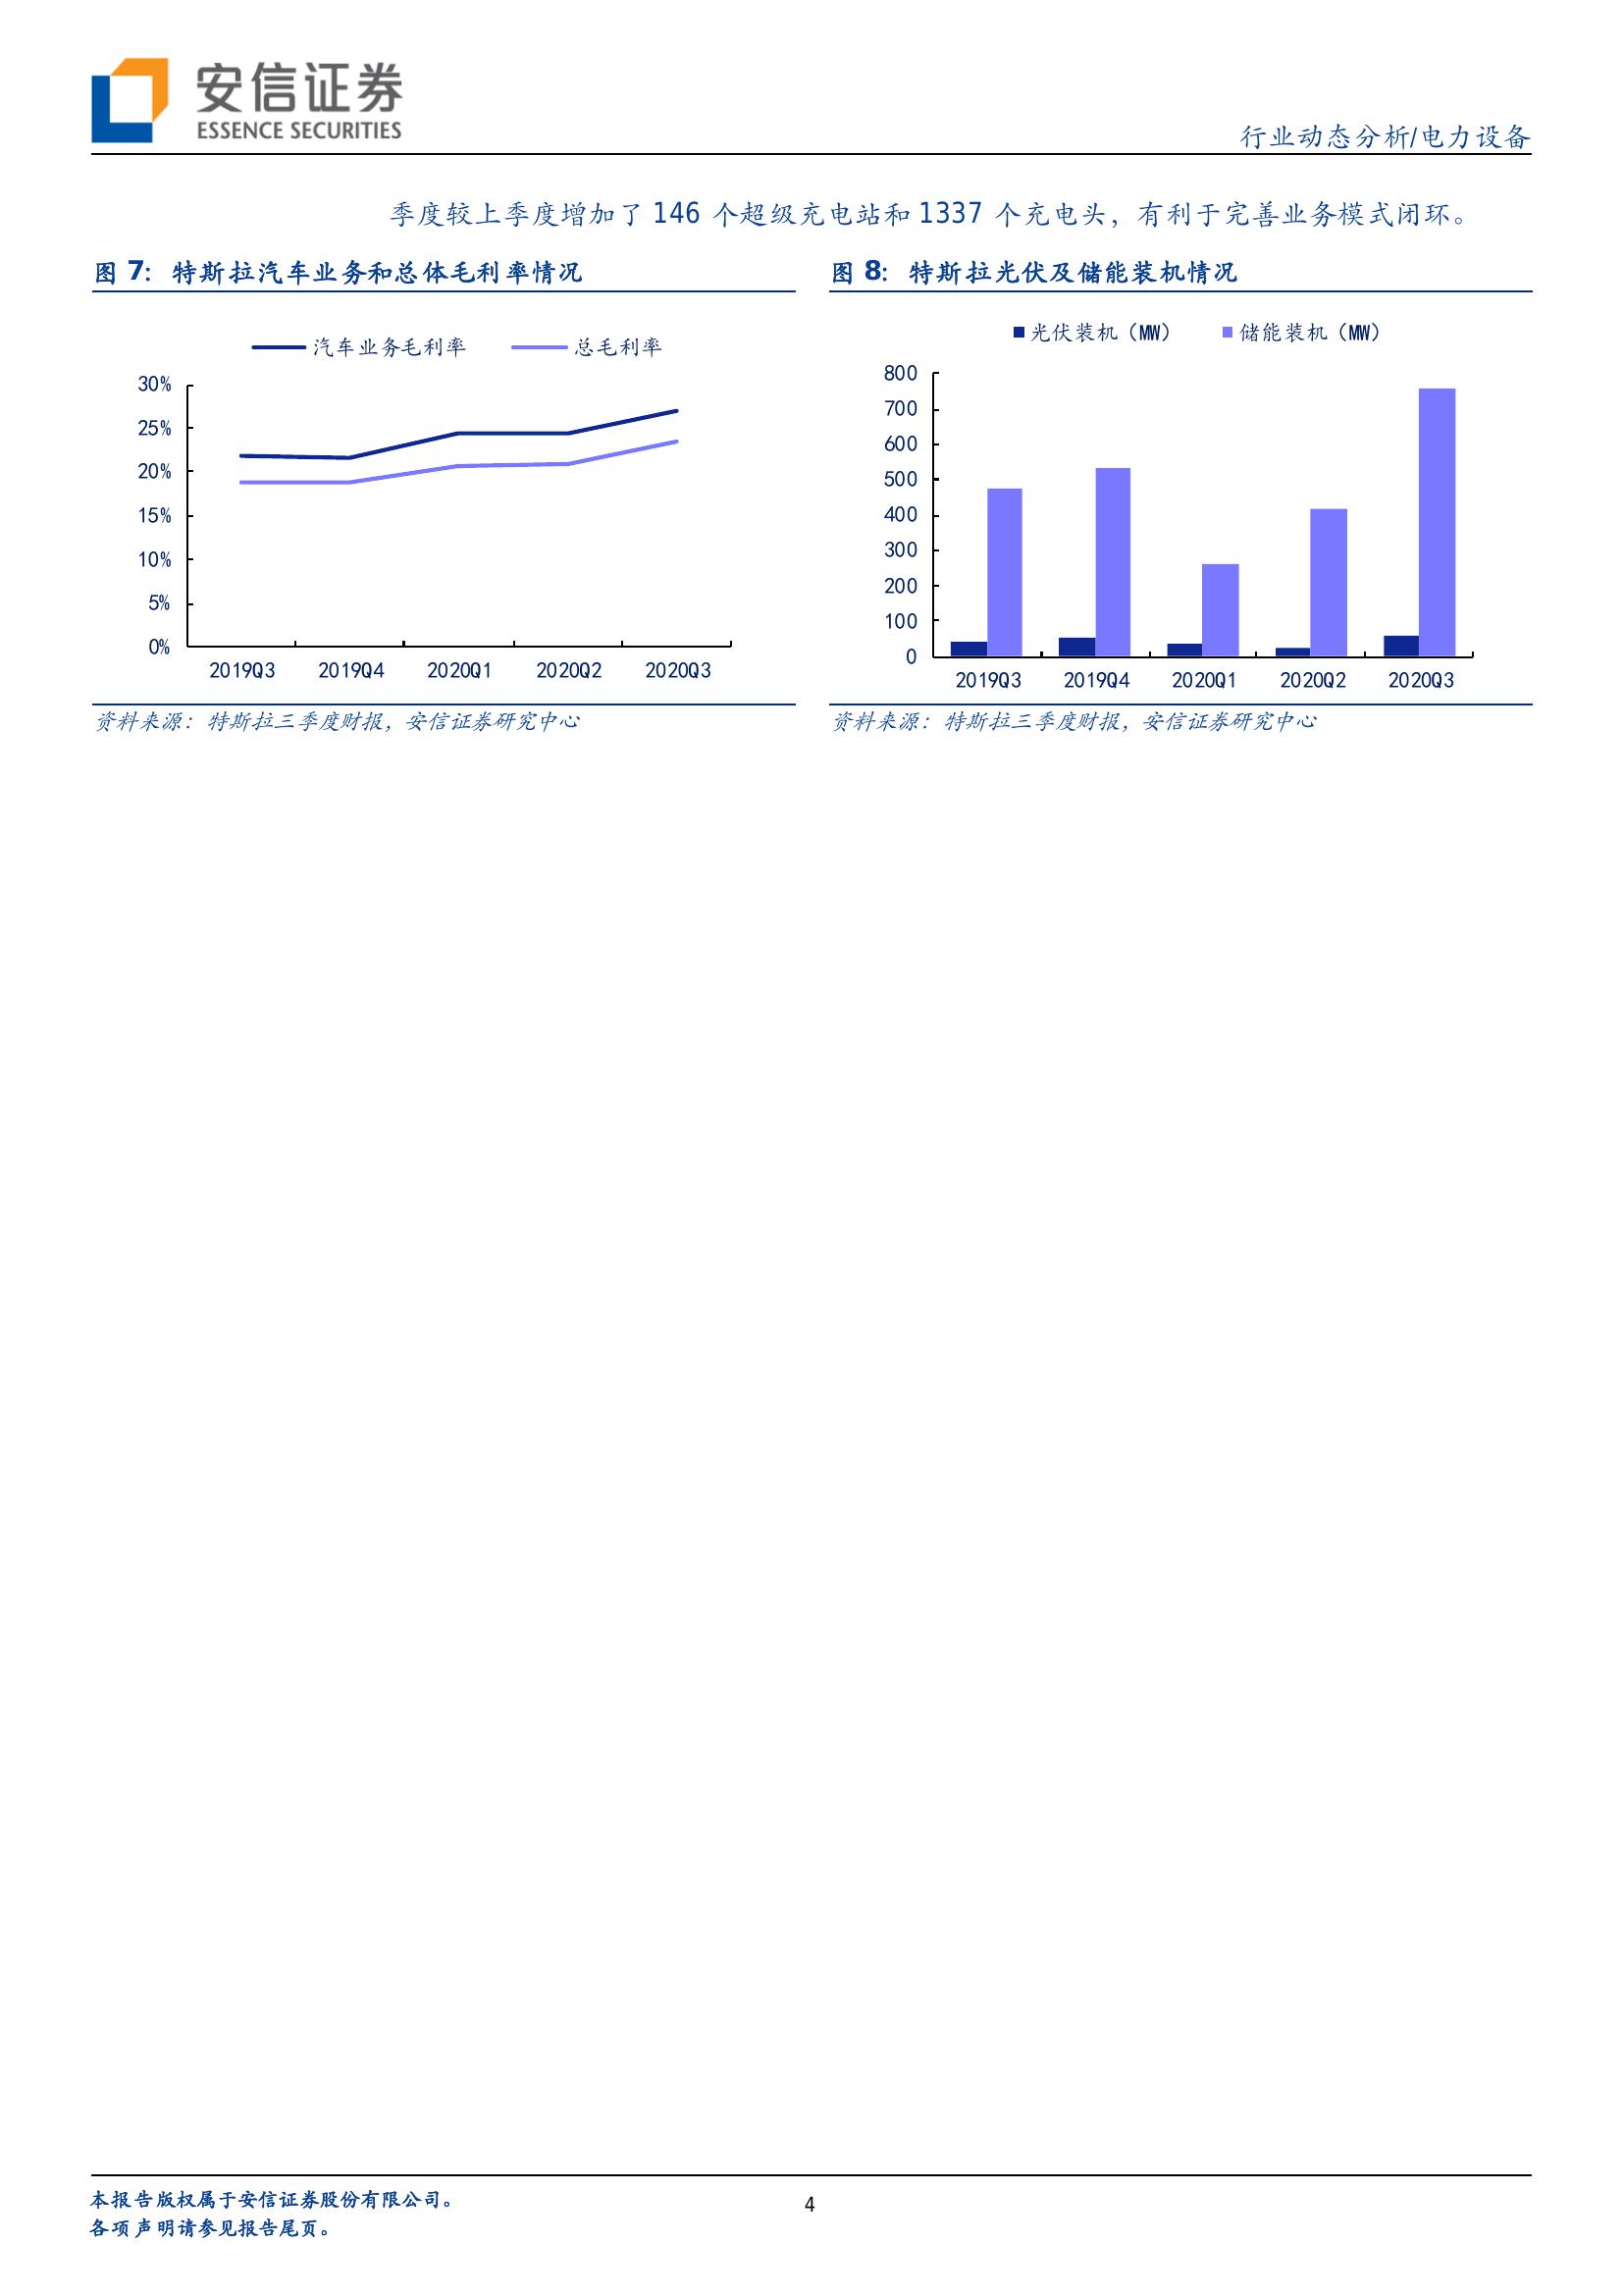 安信证券
ESSENCE SECURITIES
行业动态分析/电力设备
季度较上季度增加了 146 个超级充电站和 1337 个充电头，有利于完善业务模式闭环。
图 7：特斯拉汽车业务和总体毛利率情况
汽车业务毛利率 总毛利率
30%
25%
20%
15%
10%
5%
0%
2019Q3 2019Q4 2020Q1 2020Q2 2020Q3
资料来源：特斯拉三季度财报，安信证券研究中心
图 8：特斯拉光伏及储能装机情况
光伏装机（MW） 储能装机（MW）
800
700
600
500
400
300
200
100
0
2019Q3 2019Q4 2020Q1 2020Q2 2020Q3
资料来源：特斯拉三季度财报，安信证券研究中心
本报告版权属于安信证券股份有限公司。
各项声明请参见报告尾页。
4